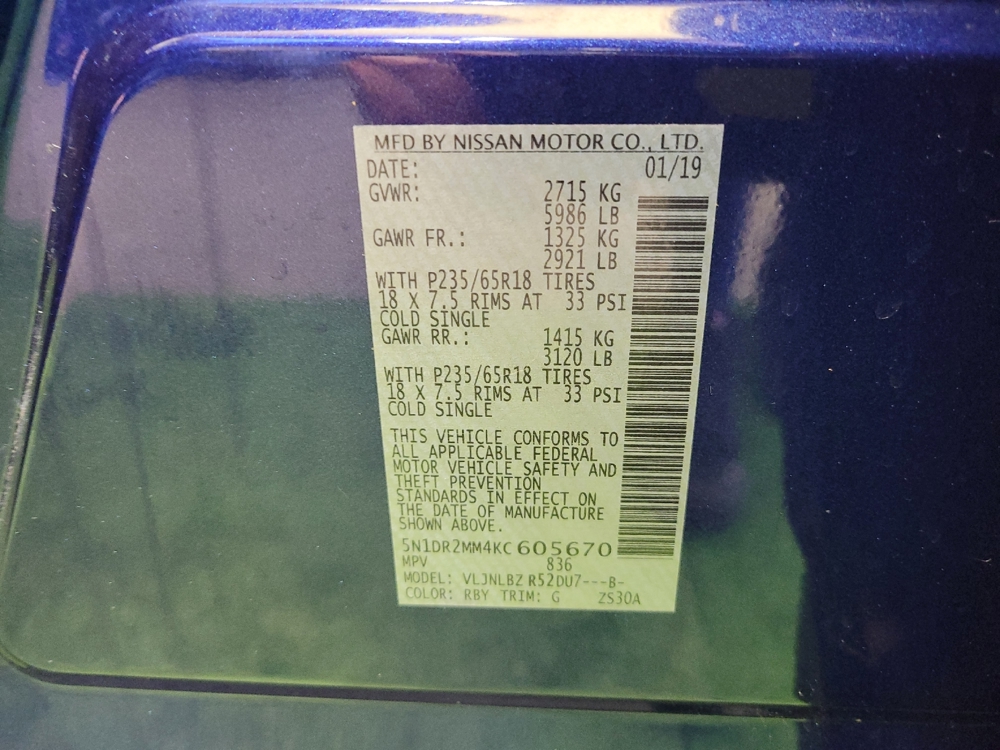 MFD BY NISSAN MOTOR CO., LTD.
DATE: 01/19
GVWR: 2715 KG
5986 LB
GAWR FR.: 1325 KG
2921 LB
WITH P235/65R18 TIRES
18 X 7.5 RIMS AT 33 PSI
COLD SINGLE
GAWR RR.: 1415 KG
3120 LB
WITH P235/65R18 TIRES
18 X 7.5 RIMS AT 33 PSI
COLD SINGLE
THIS VEHICLE CONFORMS TO
ALL APPLICABLE FEDERAL
MOTOR VEHICLE SAFETY AND
THEFT PREVENTION
STANDARDS IN EFFECT ON
THE DATE OF MANUFACTURE
SHOWN ABOVE.
5N1DR2MM4KC605670
MPV 836
MODEL: VLJNLBZ R52DU7---B-
COLOR: RBY TRIM: G ZS30A